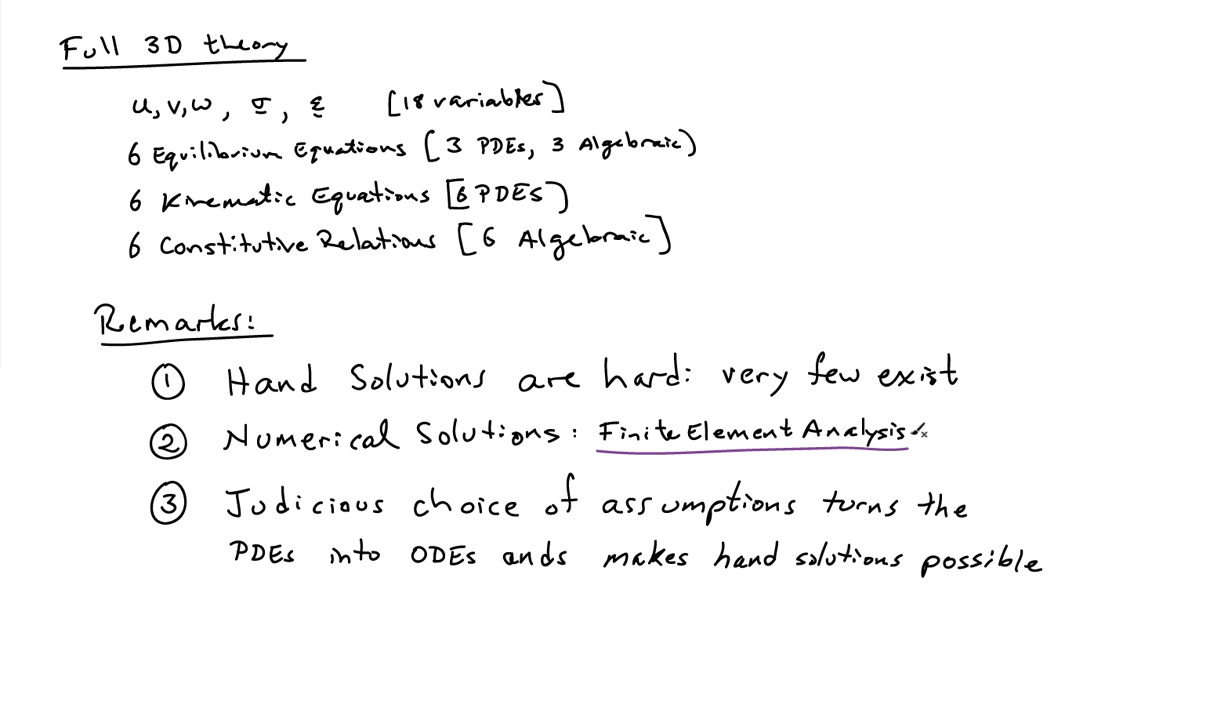 Full 3D theory
u, v, w, σ, ε [18 variables]
6 Equilibrium Equations [3 PDEs, 3 Algebraic]
6 Kinematic Equations [6 PDES]
6 Constitutive Relations [6 Algebraic]
Remarks:
① Hand Solutions are hard: very few exist
② Numerical Solutions: Finite Element Analysis
③ Judicious choice of assumptions turns the
PDEs into ODEs ands makes hand solutions possible